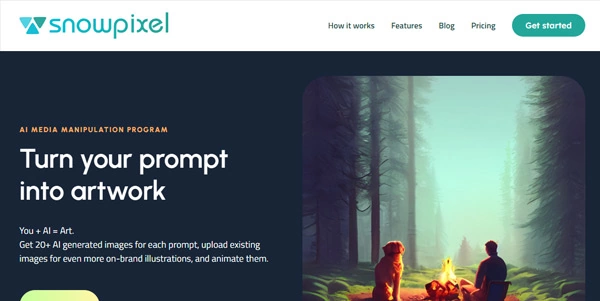 snowpixel
How it works
Features
Blog
Pricing
Get started
AI MEDIA MANIPULATION PROGRAM
Turn your prompt
into artwork
You + AI = Art.
Get 20+ AI generated images for each prompt, upload existing
images for even more on-brand illustrations, and animate them.